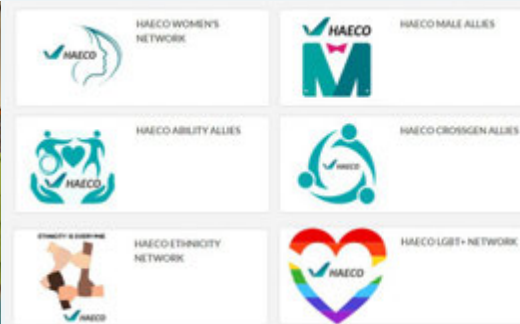 HAECO
HAECO WOMEN'S
NETWORK
HAECO
M
HAECO MALE ALLIES
HAECO
HAECO ABILITY ALLIES
HAECO
HAECO CROSSGEN ALLIES
ETHNICITY IS EVERYONE
HAECO
HAECO ETHNICITY
NETWORK
HAECO
HAECO LGBT+ NETWORK